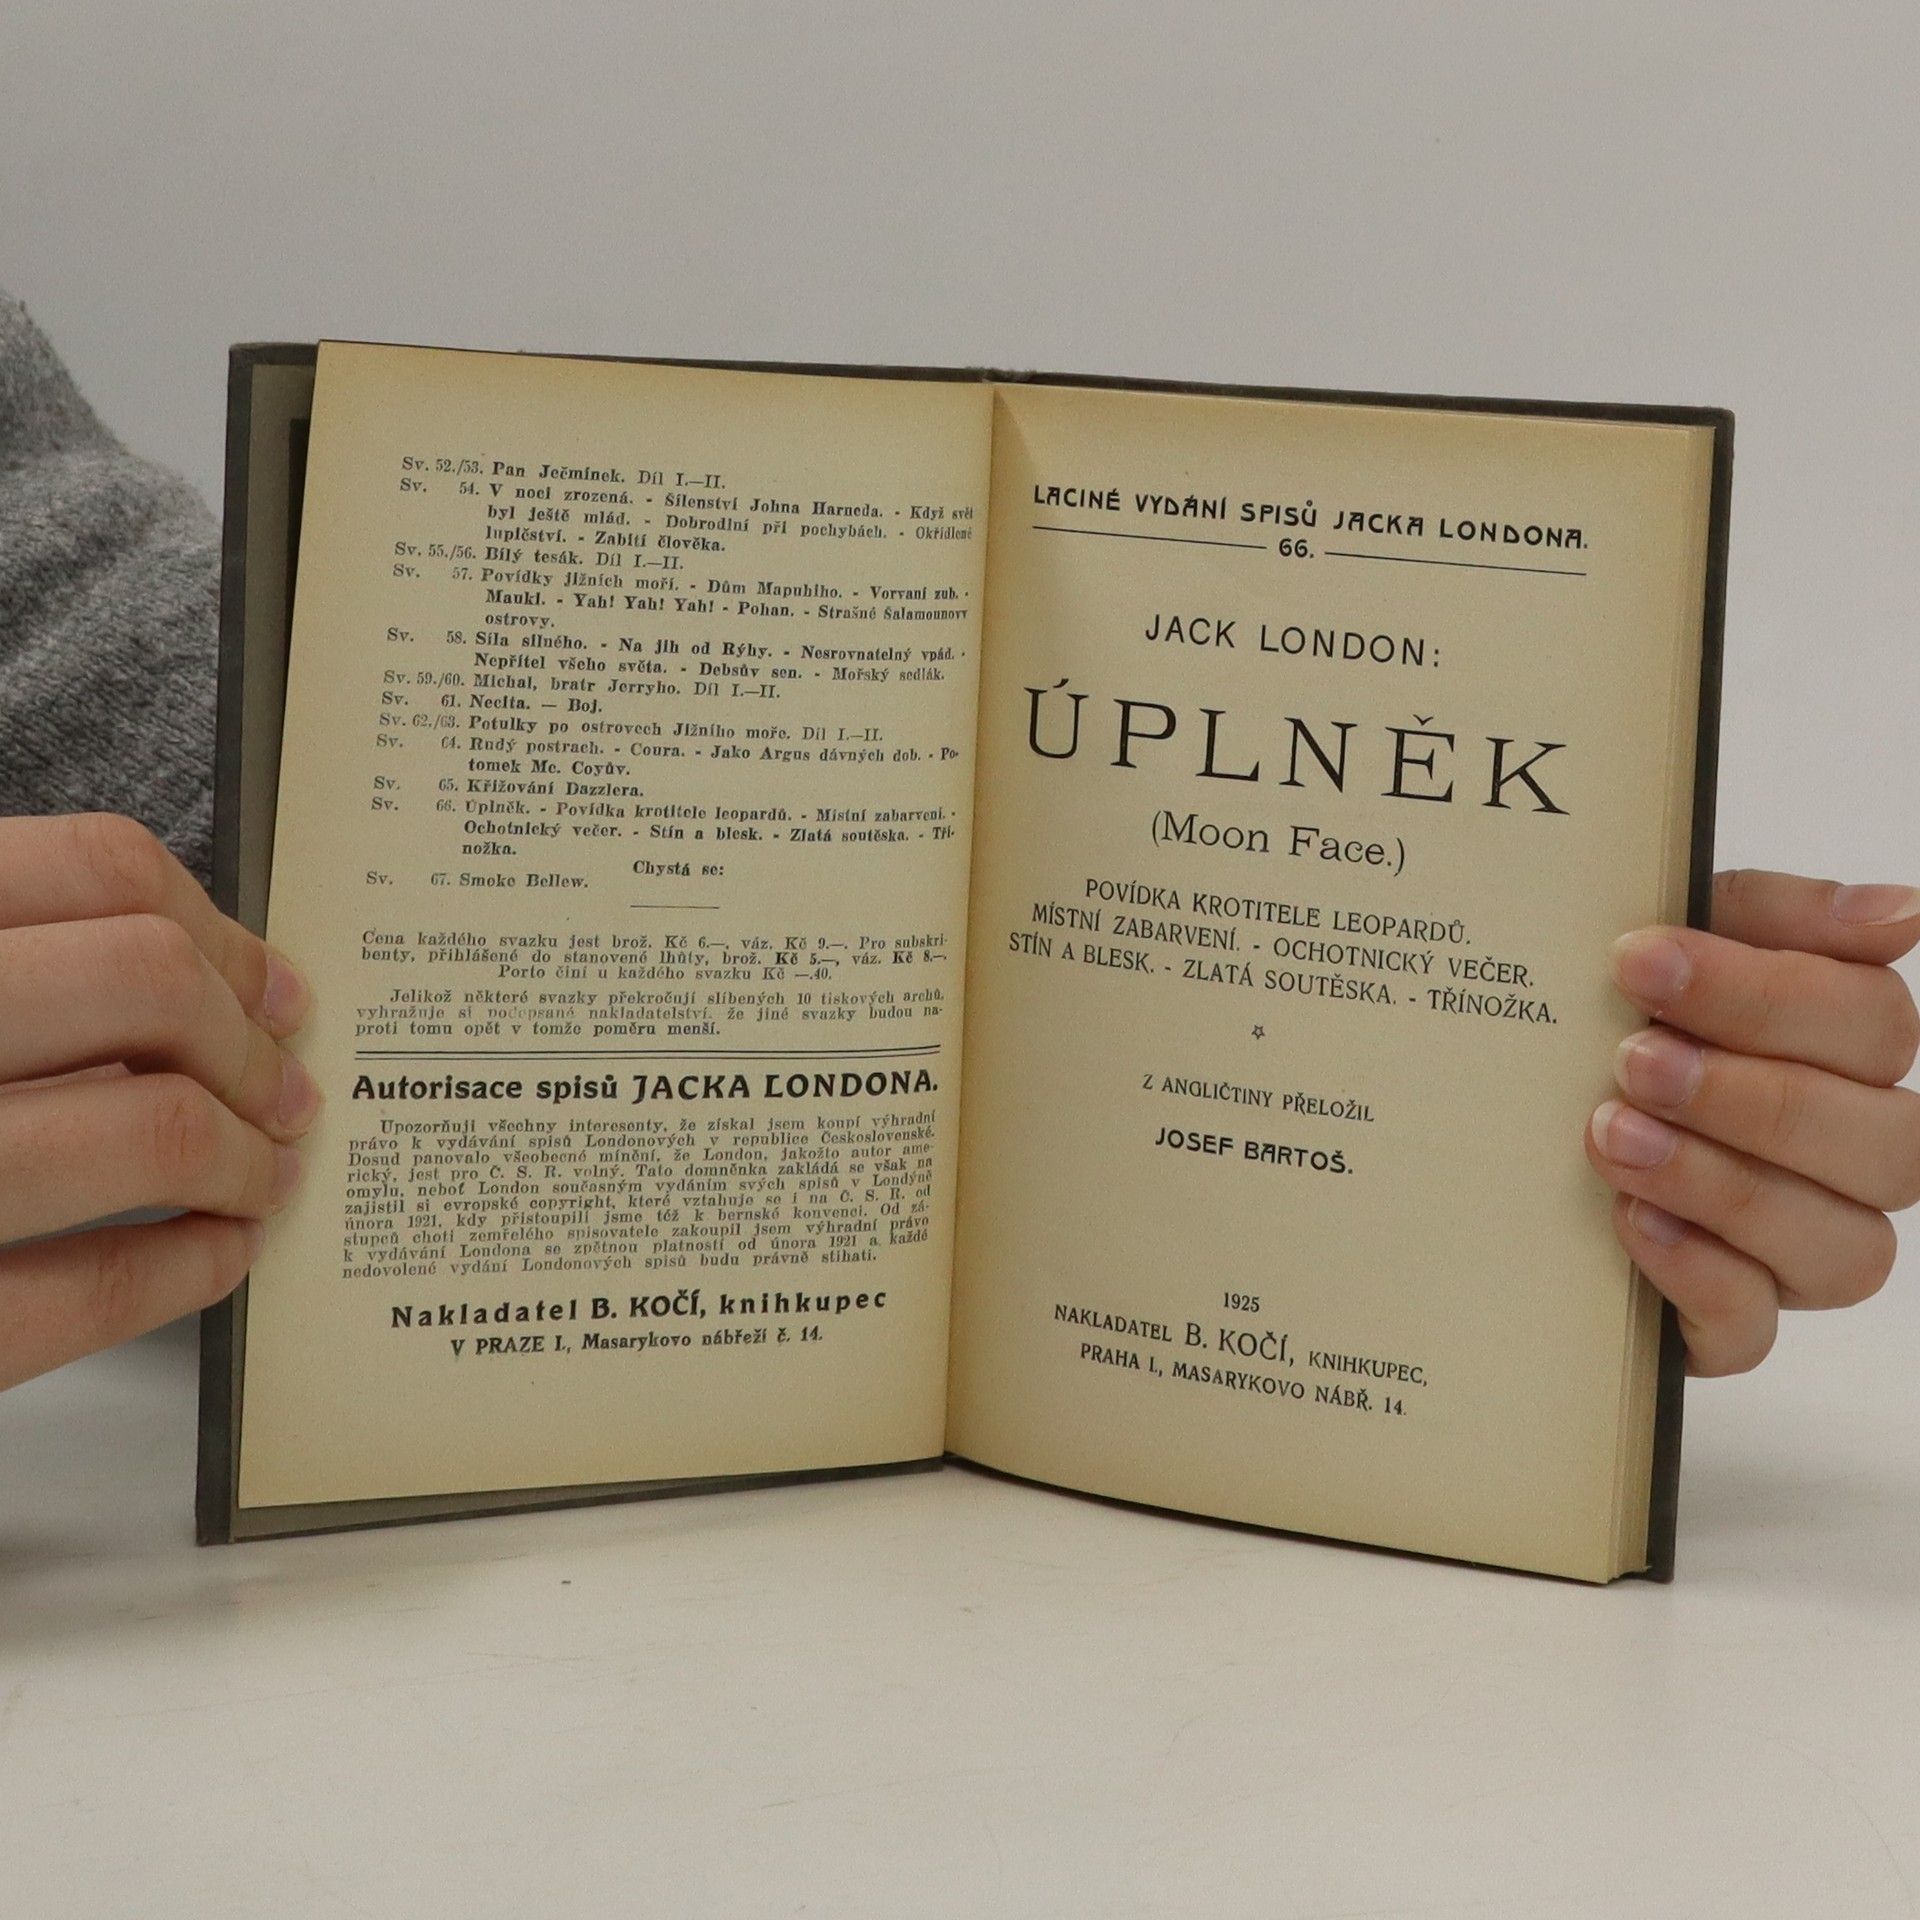 Sv. 52./53. Pan Ječmínek. Díl I.—II.
Sv. 54. V noci zrozená. - Šílenství Johna Harneda. - Když svět
byl ještě mlád. - Dobrodiní při pochybách. - Okřídlené
lupičství. - Zabití člověka.
Sv. 55./56. Bílý tesák. Díl I.—II.
Sv. 57. Povídky jižních moří. - Dům Mapuhiho. - Vorvaní zub. -
Mauki. - Yah! Yah! Yah! - Pohan. - Strašné Šalamounovy
ostrovy.
Sv. 58. Síla silného. - Na jih od Rýhy. - Nesrovnatelný vpád. -
Nepřítel všeho světa. - Debsův sen. - Mořský sedlák.
Sv. 59./60. Michal, bratr Jerryho. Díl I.—II.
Sv. 61. Necita. — Boj.
Sv. 62./63. Potulky po ostrovech Jižního moře. Díl I.—II.
Sv. 64. Rudý postrach. - Coura. - Jako Argus dávných dob. - Po-
tomek Mc. Coyův.
Sv. 65. Křižování Dazzlera.
Sv. 66. Úplněk. - Povídka krotitele leopardů. - Místní zabarvení. -
Ochotnický večer. - Stín a blesk. - Zlatá soutěska. - Tří-
nožka.
Chystá se:
Sv. 67. Smoke Bellew.
Cena každého svazku jest brož. Kč 6.—, váz. Kč 9.—. Pro subskri-
benty, přihlášené do stanovené lhůty, brož. Kč 5.—, váz. Kč 8.—.
Porto činí u každého svazku Kč —.40.
Jelikož některé svazky překročují slíbených 10 tiskových archů,
vyhražuje si podepsané nakladatelství, že jiné svazky budou na-
proti tomu opět v tomže poměru menší.
Autorisace spisů JACKA LONDONA.
Upozorňuji všechny interesenty, že získal jsem koupí výhradní
právo k vydávání spisů Londonových v republice Československé.
Dosud panovalo všeobecné mínění, že London, jakožto autor ame-
rický, jest pro Č. S. R. volný. Tato domněnka zakládá se však na
omylu, neboť London současným vydáním svých spisů v Londýně
zajistil si evropské copyright, které vztahuje se i na Č. S. R. od
února 1921, kdy přistoupili jsme též k bernské konvenci. Od zá-
stupců choti zemřelého spisovatele zakoupil jsem výhradní právo
k vydávání Londona se zpětnou platností od února 1921 a každé
nedovolené vydání Londonových spisů budu právně stíhati.
Nakladatel B. KOČÍ, knihkupec
V PRAZE I., Masarykovo nábřeží č. 14.
LACINÉ VYDÁNÍ SPISŮ JACKA LONDONA.
66.
JACK LONDON:
ÚPLNĚK
(Moon Face.)
POVÍDKA KROTITELE LEOPARDŮ.
MÍSTNÍ ZABARVENÍ. - OCHOTNICKÝ VEČER.
STÍN A BLESK. - ZLATÁ SOUTĚSKA. - TŘÍNOŽKA.
Z ANGLIČTINY PŘELOŽIL
JOSEF BARTOŠ.
1925
NAKLADATEL B. KOČÍ, KNIHKUPEC,
PRAHA I., MASARYKOVO NÁBŘ. 14.